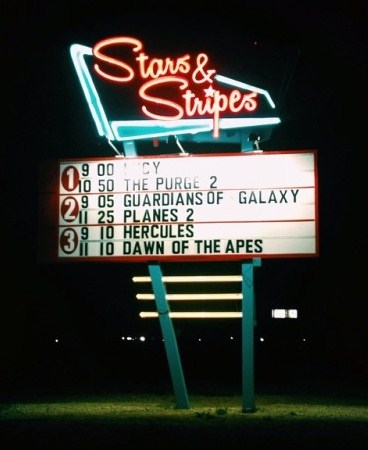 Stars &
Stripes
1 9 00 CY
10 50 THE PURGE 2
2 9 05 GUARDIANS OF GALAXY
11 25 PLANES 2
3 9 10 HERCULES
11 10 DAWN OF THE APES